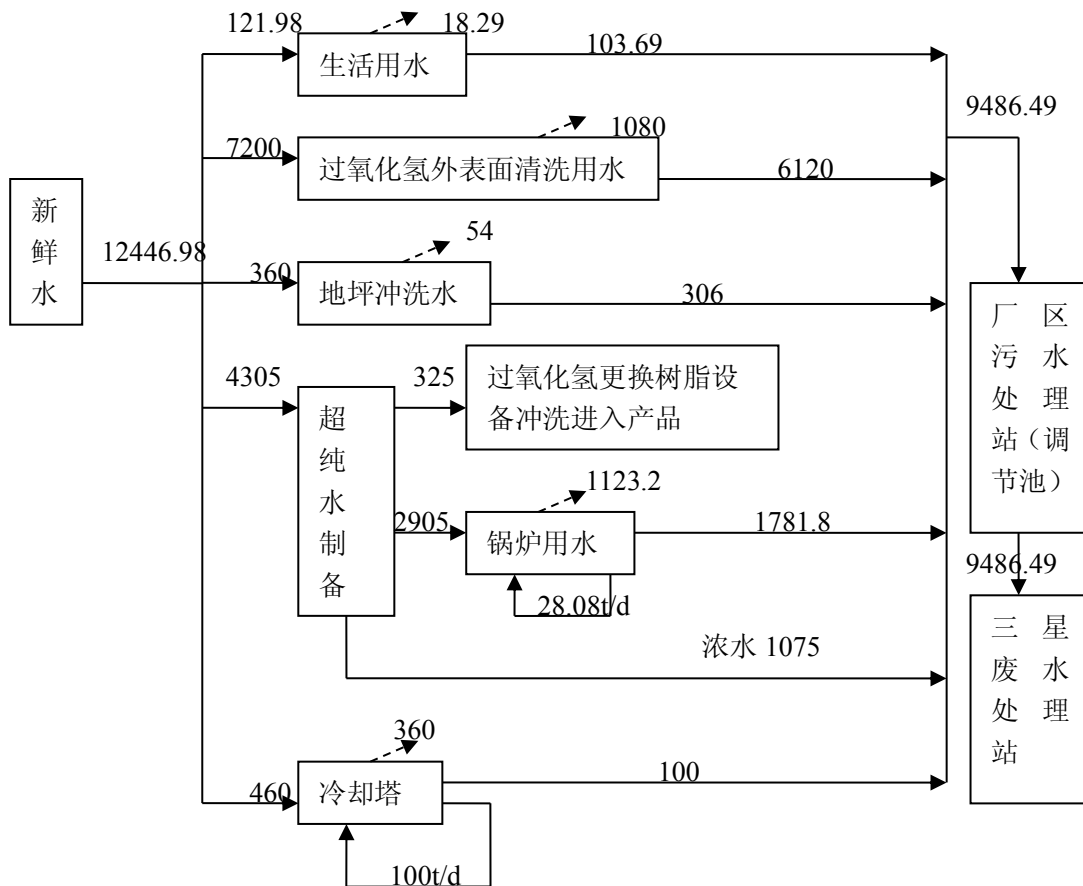 121.98
18.29
103.69
生活用水
9486.49
1080
7200
过氧化氢外表面清洗用水
6120
新
鲜
水
12446.98
54
360
地坪冲洗水
306
厂区
污水
处理
站（调
节池）
4305
超
纯
水
制
备
325
过氧化氢更换树脂设
备冲洗进入产品
1123.2
2905
锅炉用水
1781.8
28.08t/d
9486.49
浓水 1075
三星
废水
处理
站
360
460
冷却塔
100
100t/d